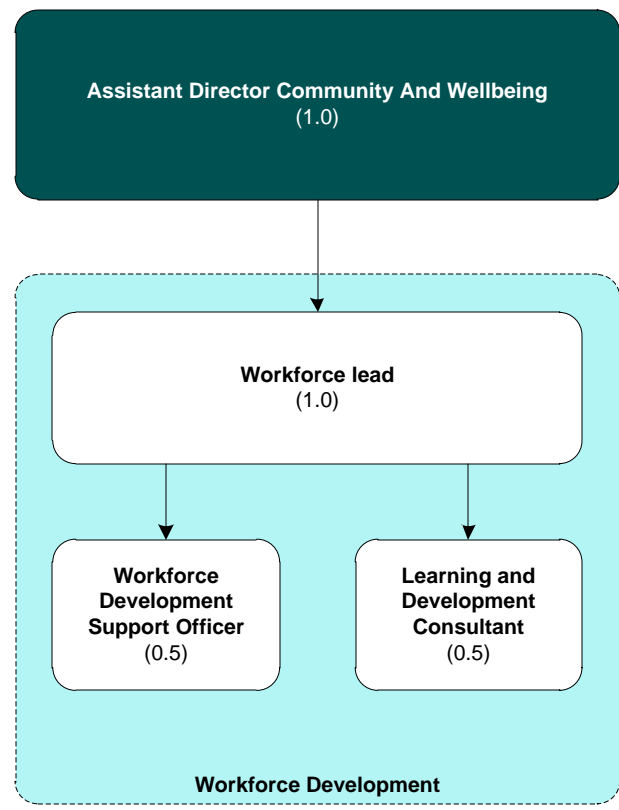 Assistant Director Community And Wellbeing
(1.0)
Workforce lead
(1.0)
Workforce
Development
Support Officer
(0.5)
Learning and
Development
Consultant
(0.5)
Workforce Development